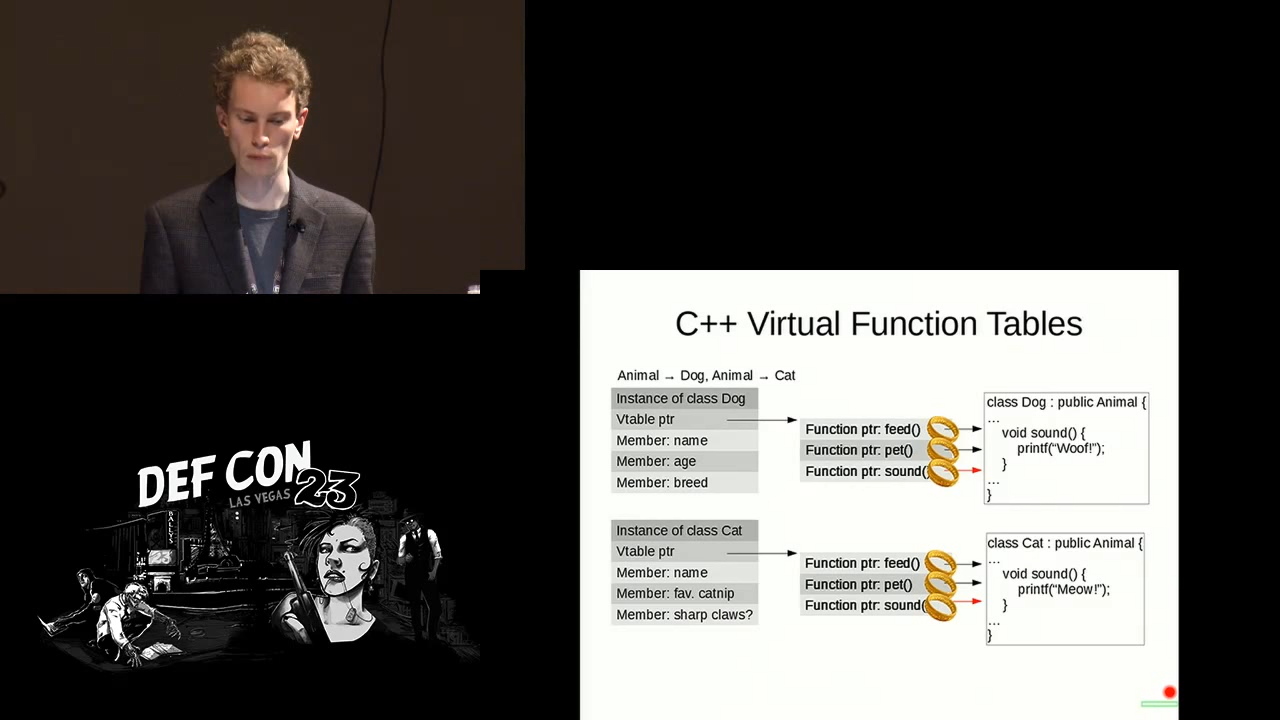 DEF CON
LAS VEGAS 23
BALLYS
C++ Virtual Function Tables
Animal → Dog, Animal → Cat
Instance of class Dog
Vtable ptr
Member: name
Member: age
Member: breed
Function ptr: feed()
Function ptr: pet()
Function ptr: sound(
class Dog : public Animal {
...
void sound() {
printf(“Woof!”);
}
...
}
Instance of class Cat
Vtable ptr
Member: name
Member: fav. catnip
Member: sharp claws?
Function ptr: feed()
Function ptr: pet()
Function ptr: sound(
class Cat : public Animal {
...
void sound() {
printf(“Meow!”);
}
...
}